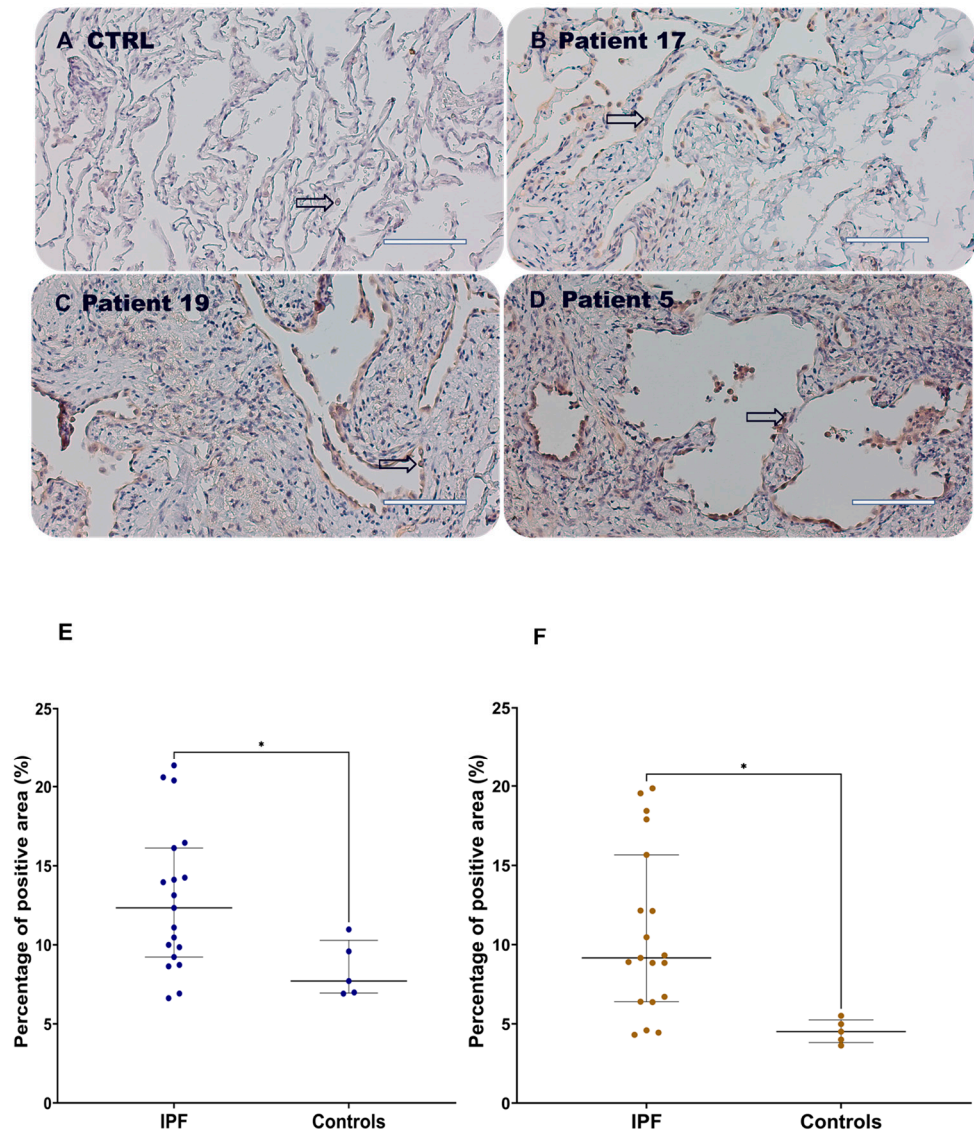 A CTRL
B Patient 17
C Patient 19
D Patient 5
E
F
Percentage of positive area (%)
25
20
15
10
5
0
*
IPF
Controls
Percentage of positive area (%)
25
20
15
10
5
0
*
IPF
Controls